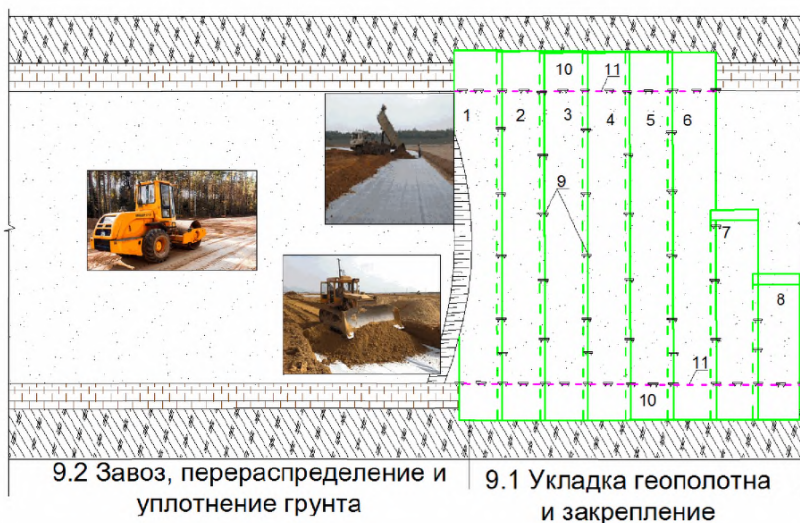 10 11
1 2 3 4 5 6
9
7
8
11
10
9.2 Завоз, перераспределение и
уплотнение грунта
9.1 Укладка геополотна
и закрепление